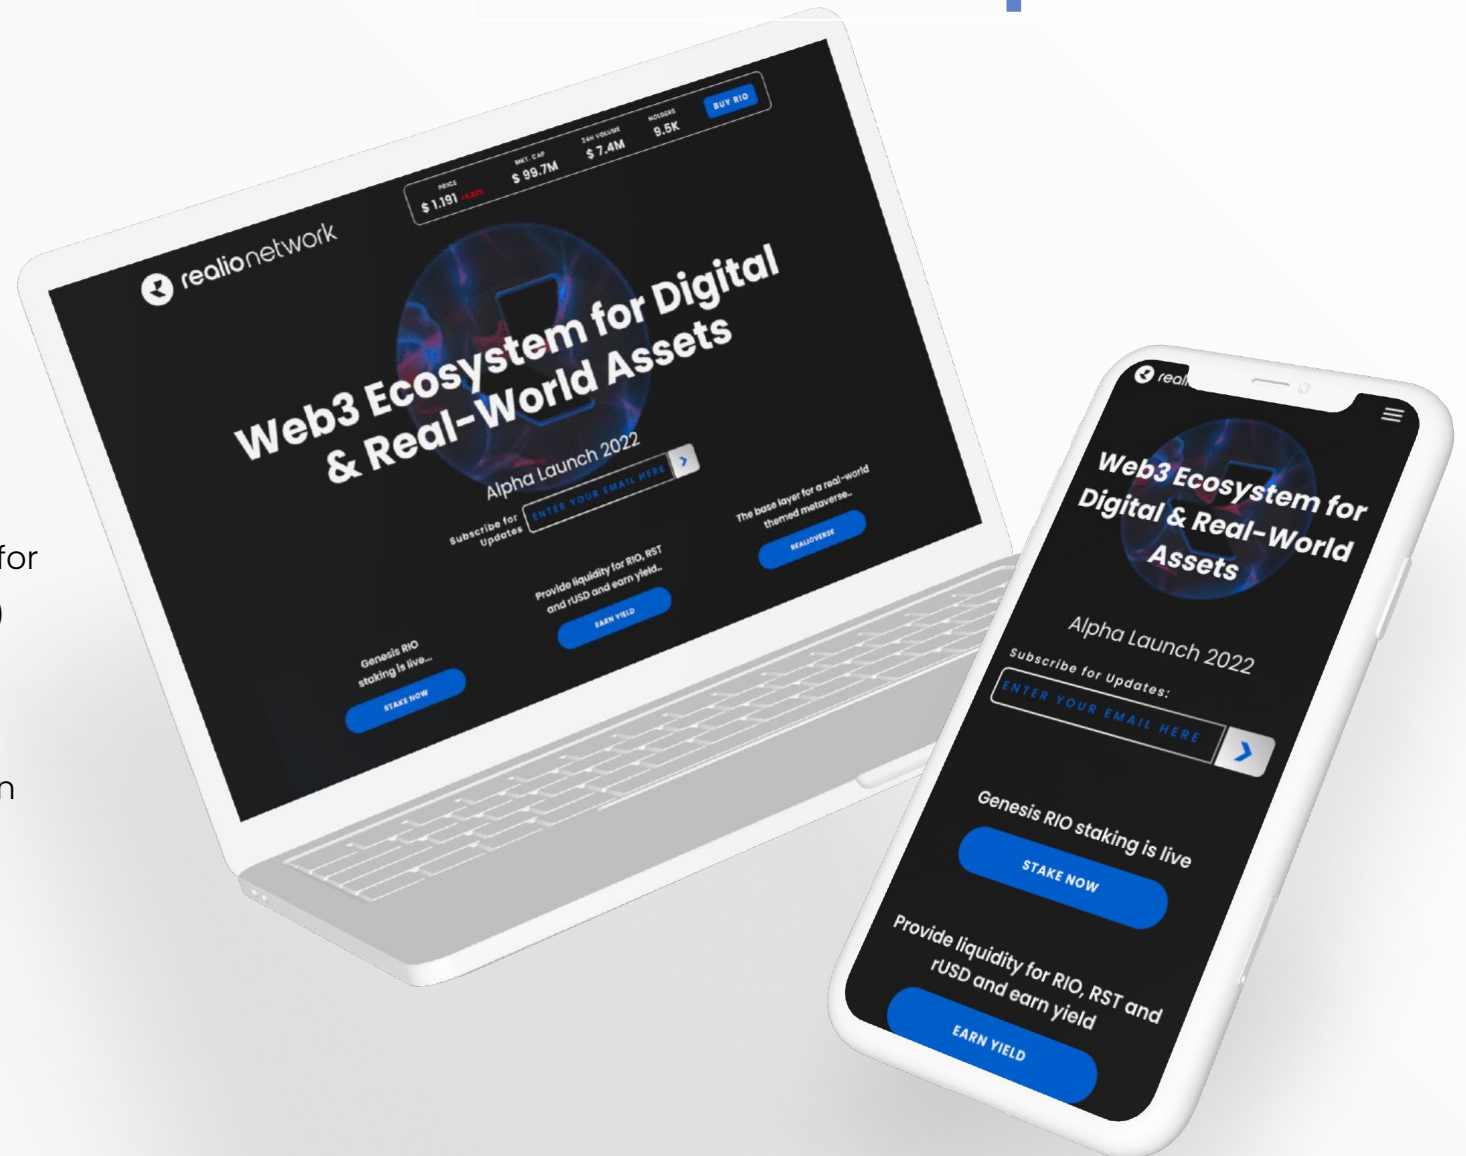 PRICE
$ 1.191
MKT. CAP
$ 99.7M
24H VOLUME
$ 7.4M
HOLDERS
9.5K
BUY RIO
realionetwork
Web3 Ecosystem for Digital
& Real-World Assets
Alpha Launch 2022
Subscribe for
Updates
ENTER YOUR EMAIL HERE
Genesis RIO
staking is live...
STAKE NOW
Provide liquidity for RIO, RST
and rUSD and earn yield...
EARN YIELD
The base layer for a real-world
themed metaverse...
REALIOVERSE
for
)
n
reali
Web3 Ecosystem for
Digital & Real-World
Assets
Alpha Launch 2022
Subscribe for Updates:
ENTER YOUR EMAIL HERE
Genesis RIO staking is live
STAKE NOW
Provide liquidity for RIO, RST and
rUSD and earn yield
EARN YIELD